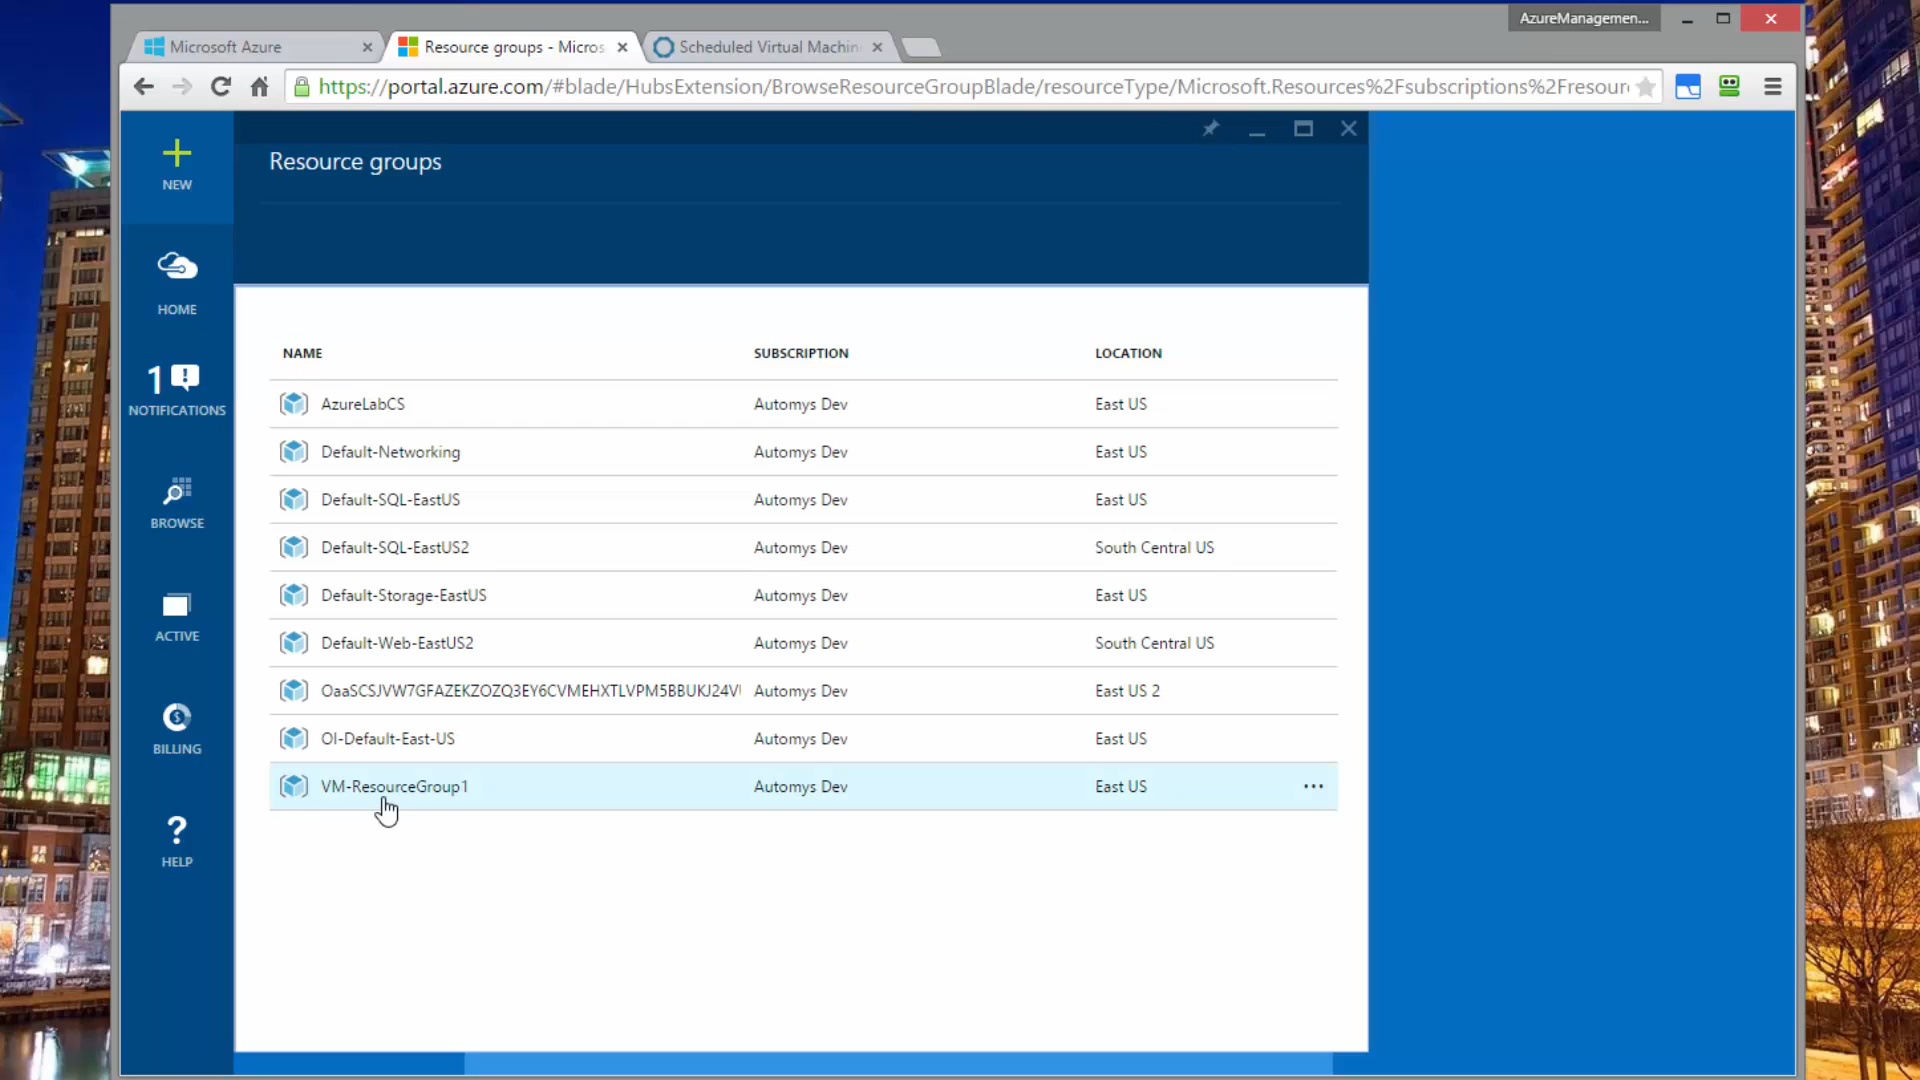 AzureManagemen...
Microsoft Azure
Resource groups - Micros
Scheduled Virtual Machin
https://portal.azure.com/#blade/HubsExtension/BrowseResourceGroupBlade/resourceType/Microsoft.Resources%2Fsubscriptions%2Fresour
NEW
HOME
1
NOTIFICATIONS
BROWSE
ACTIVE
BILLING
HELP
Resource groups
NAME SUBSCRIPTION LOCATION
AzureLabCS Automys Dev East US
Default-Networking Automys Dev East US
Default-SQL-EastUS Automys Dev East US
Default-SQL-EastUS2 Automys Dev South Central US
Default-Storage-EastUS Automys Dev East US
Default-Web-EastUS2 Automys Dev South Central US
OaaSCSJVW7GFAZEKZOZQ3EY6CVMEHXTLVPM5BBUKJ24V Automys Dev East US 2
OI-Default-East-US Automys Dev East US
VM-ResourceGroup1 Automys Dev East US ...